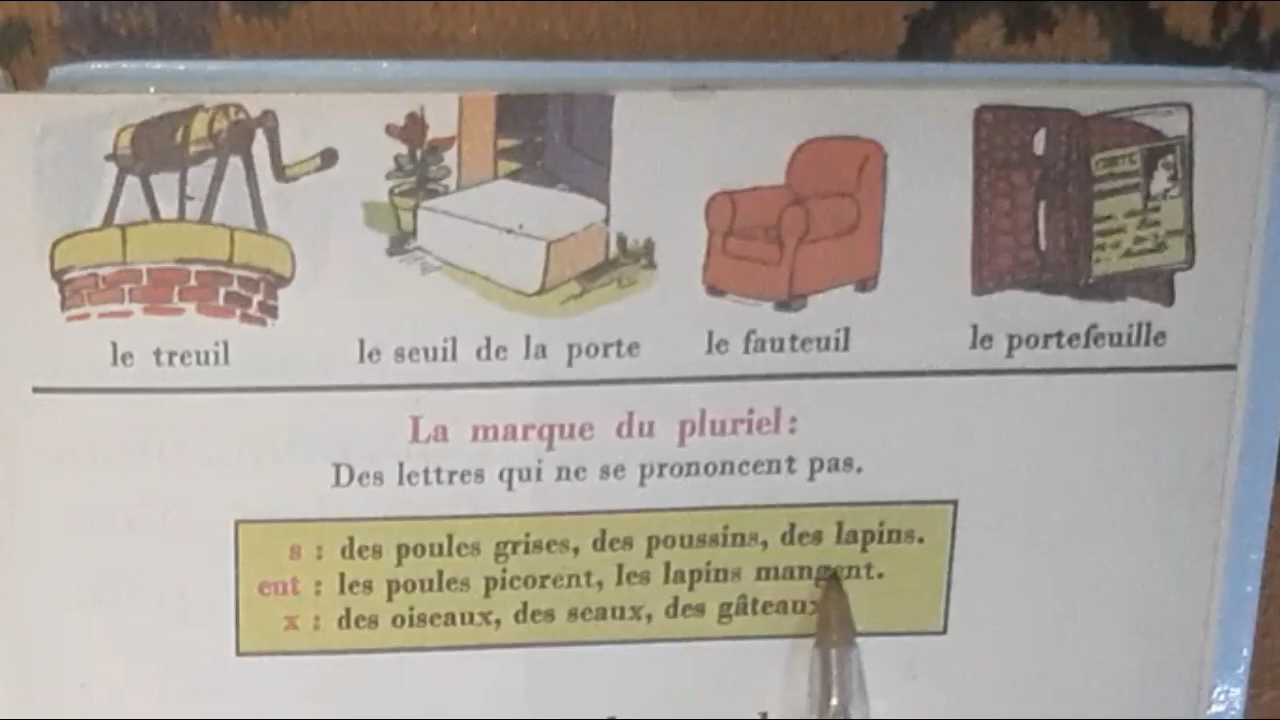 le treuil
le seuil de la porte
le fauteuil
le portefeuille
La marque du pluriel:
Des lettres qui ne se prononcent pas.
s : des poules grises, des poussins, des lapins.
ent : les poules picorent, les lapins mangent.
x : des oiseaux, des seaux, des gâteaux